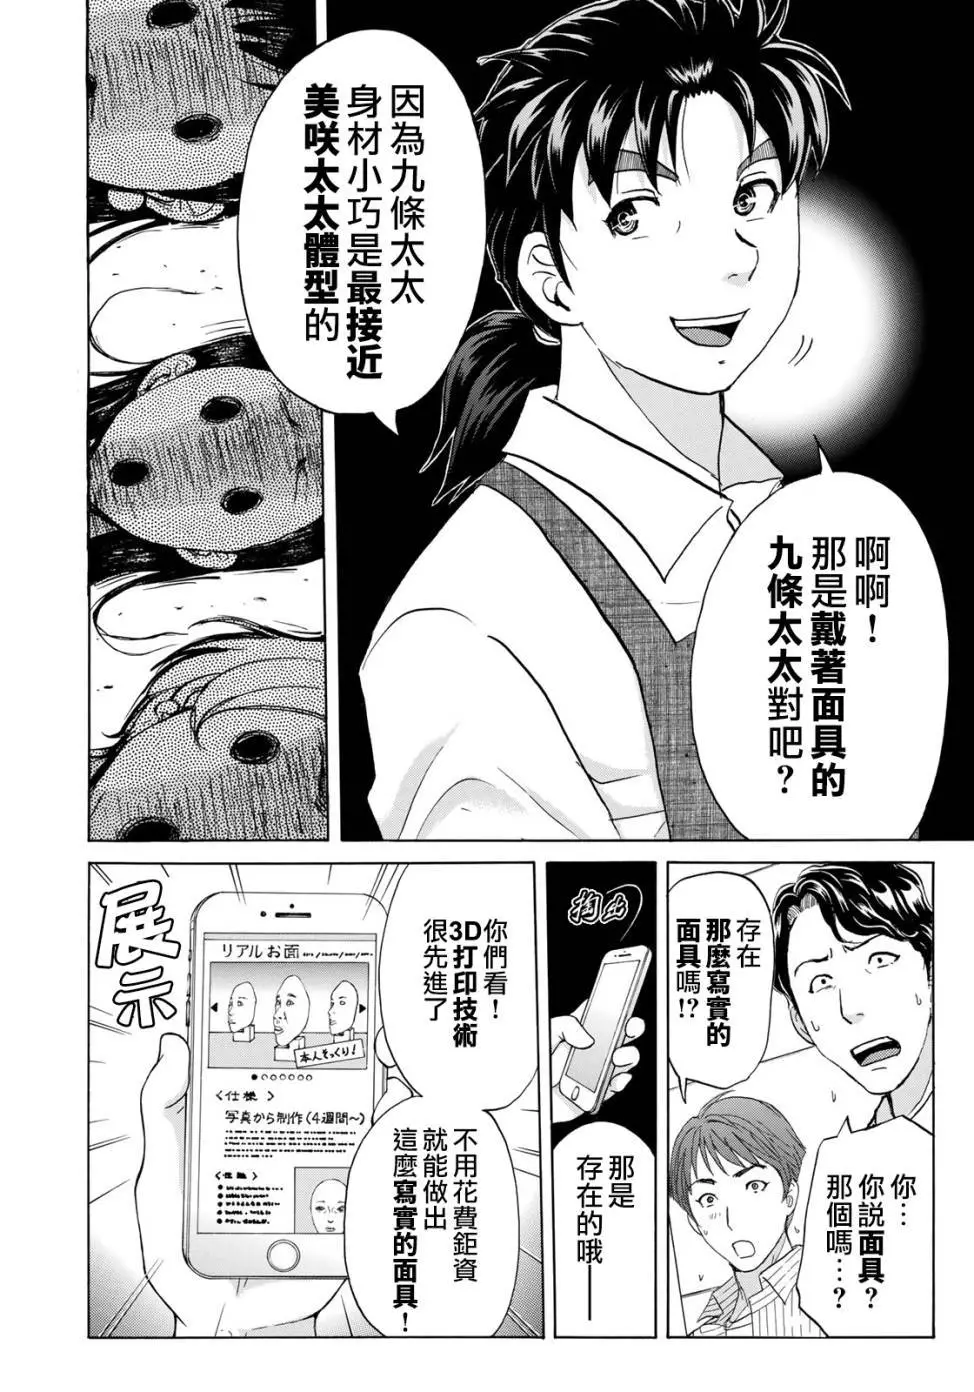 啊啊！
那是戴著面具的
九條太太對吧？
因為九條太太
身材小巧是最接近
美咲太太體型的
存在
那麼寫實的
面具嗎!?
你…
你說面具？
那個嗎…？
掏出
那是
存在的哦──
你們看！
3D打印技術
很先進了
不用花費鉅資
就能做出
這麼寫實的面具！
展示
リアルお面
本人そっくり！
＜仕様＞
写真から制作(4週間～)